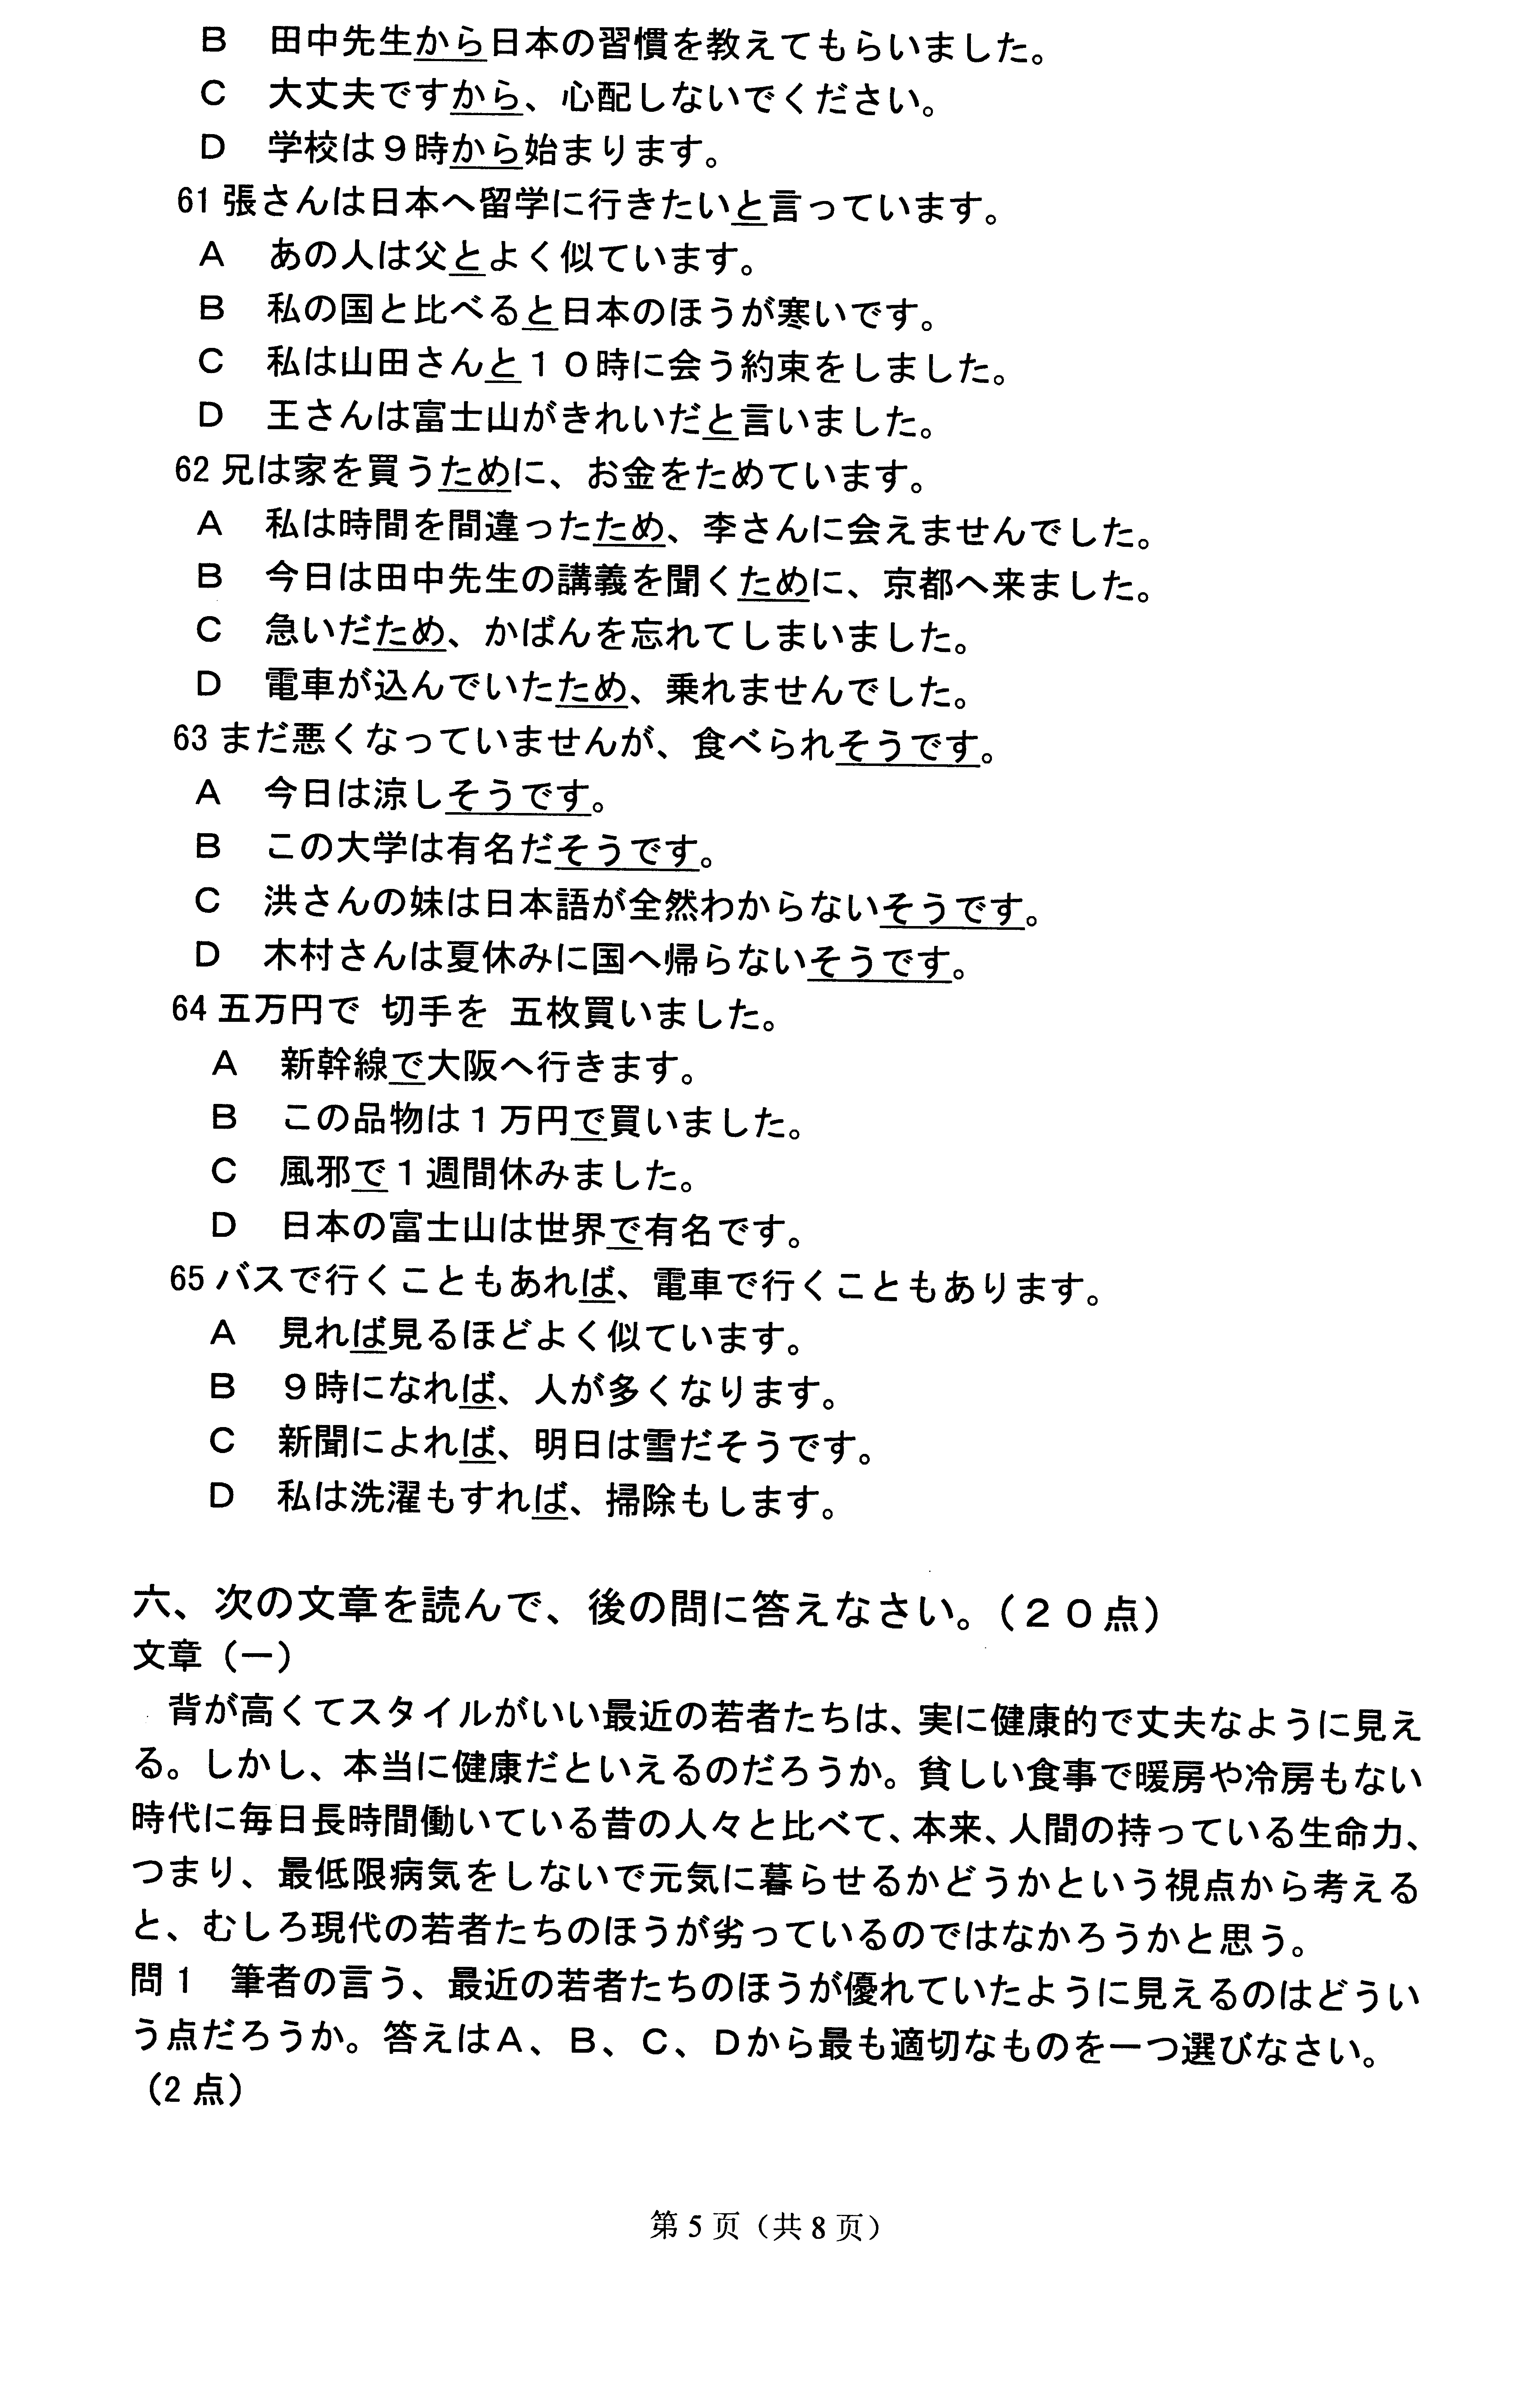 B　田中先生から日本の習慣を教えてもらいました。
C　大丈夫ですから、心配しないでください。
D　学校は９時から始まります。
61 張さんは日本へ留学に行きたいと言っています。
A　あの人は父とよく似ています。
B　私の国と比べると日本のほうが寒いです。
C　私は山田さんと１０時に会う約束をしました。
D　王さんは富士山がきれいだと言いました。
62 兄は家を買うために、お金をためています。
A　私は時間を間違ったため、李さんに会えませんでした。
B　今日は田中先生の講義を聞くために、京都へ来ました。
C　急いだため、かばんを忘れてしまいました。
D　電車が込んでいたため、乗れませんでした。
63 まだ悪くなっていませんが、食べられそうです。
A　今日は涼しそうです。
B　この大学は有名だそうです。
C　洪さんの妹は日本語が全然わからないそうです。
D　木村さんは夏休みに国へ帰らないそうです。
64 五万円で 切手を 五枚買いました。
A　新幹線で大阪へ行きます。
B　この品物は１万円で買いました。
C　風邪で１週間休みました。
D　日本の富士山は世界で有名です。
65 バスで行くこともあれば、電車で行くこともあります。
A　見れば見るほどよく似ています。
B　９時になれば、人が多くなります。
C　新聞によれば、明日は雪だそうです。
D　私は洗濯もすれば、掃除もします。
六、次の文章を読んで、後の問に答えなさい。（２０点）
文章（一）
背が高くてスタイルがいい最近の若者たちは、実に健康的で丈夫なように見え
る。しかし、本当に健康だといえるのだろうか。貧しい食事で暖房や冷房もない
時代に毎日長時間働いている昔の人々と比べて、本来、人間の持っている生命力、
つまり、最低限病気をしないで元気に暮らせるかどうかという視点から考える
と、むしろ現代の若者たちのほうが劣っているのではなかろうかと思う。
問１　筆者の言う、最近の若者たちのほうが優れていたように見えるのはどうい
う点だろうか。答えはＡ、Ｂ、Ｃ、Ｄから最も適切なものを一つ選びなさい。
（2 点）
第 5 页（共 8 页）